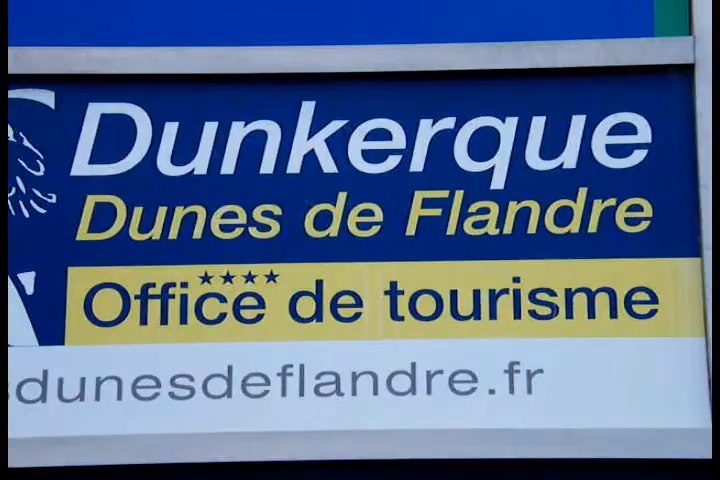 Dunkerque
Dunes de Flandre
Office de tourisme
dunesdeflandre.fr